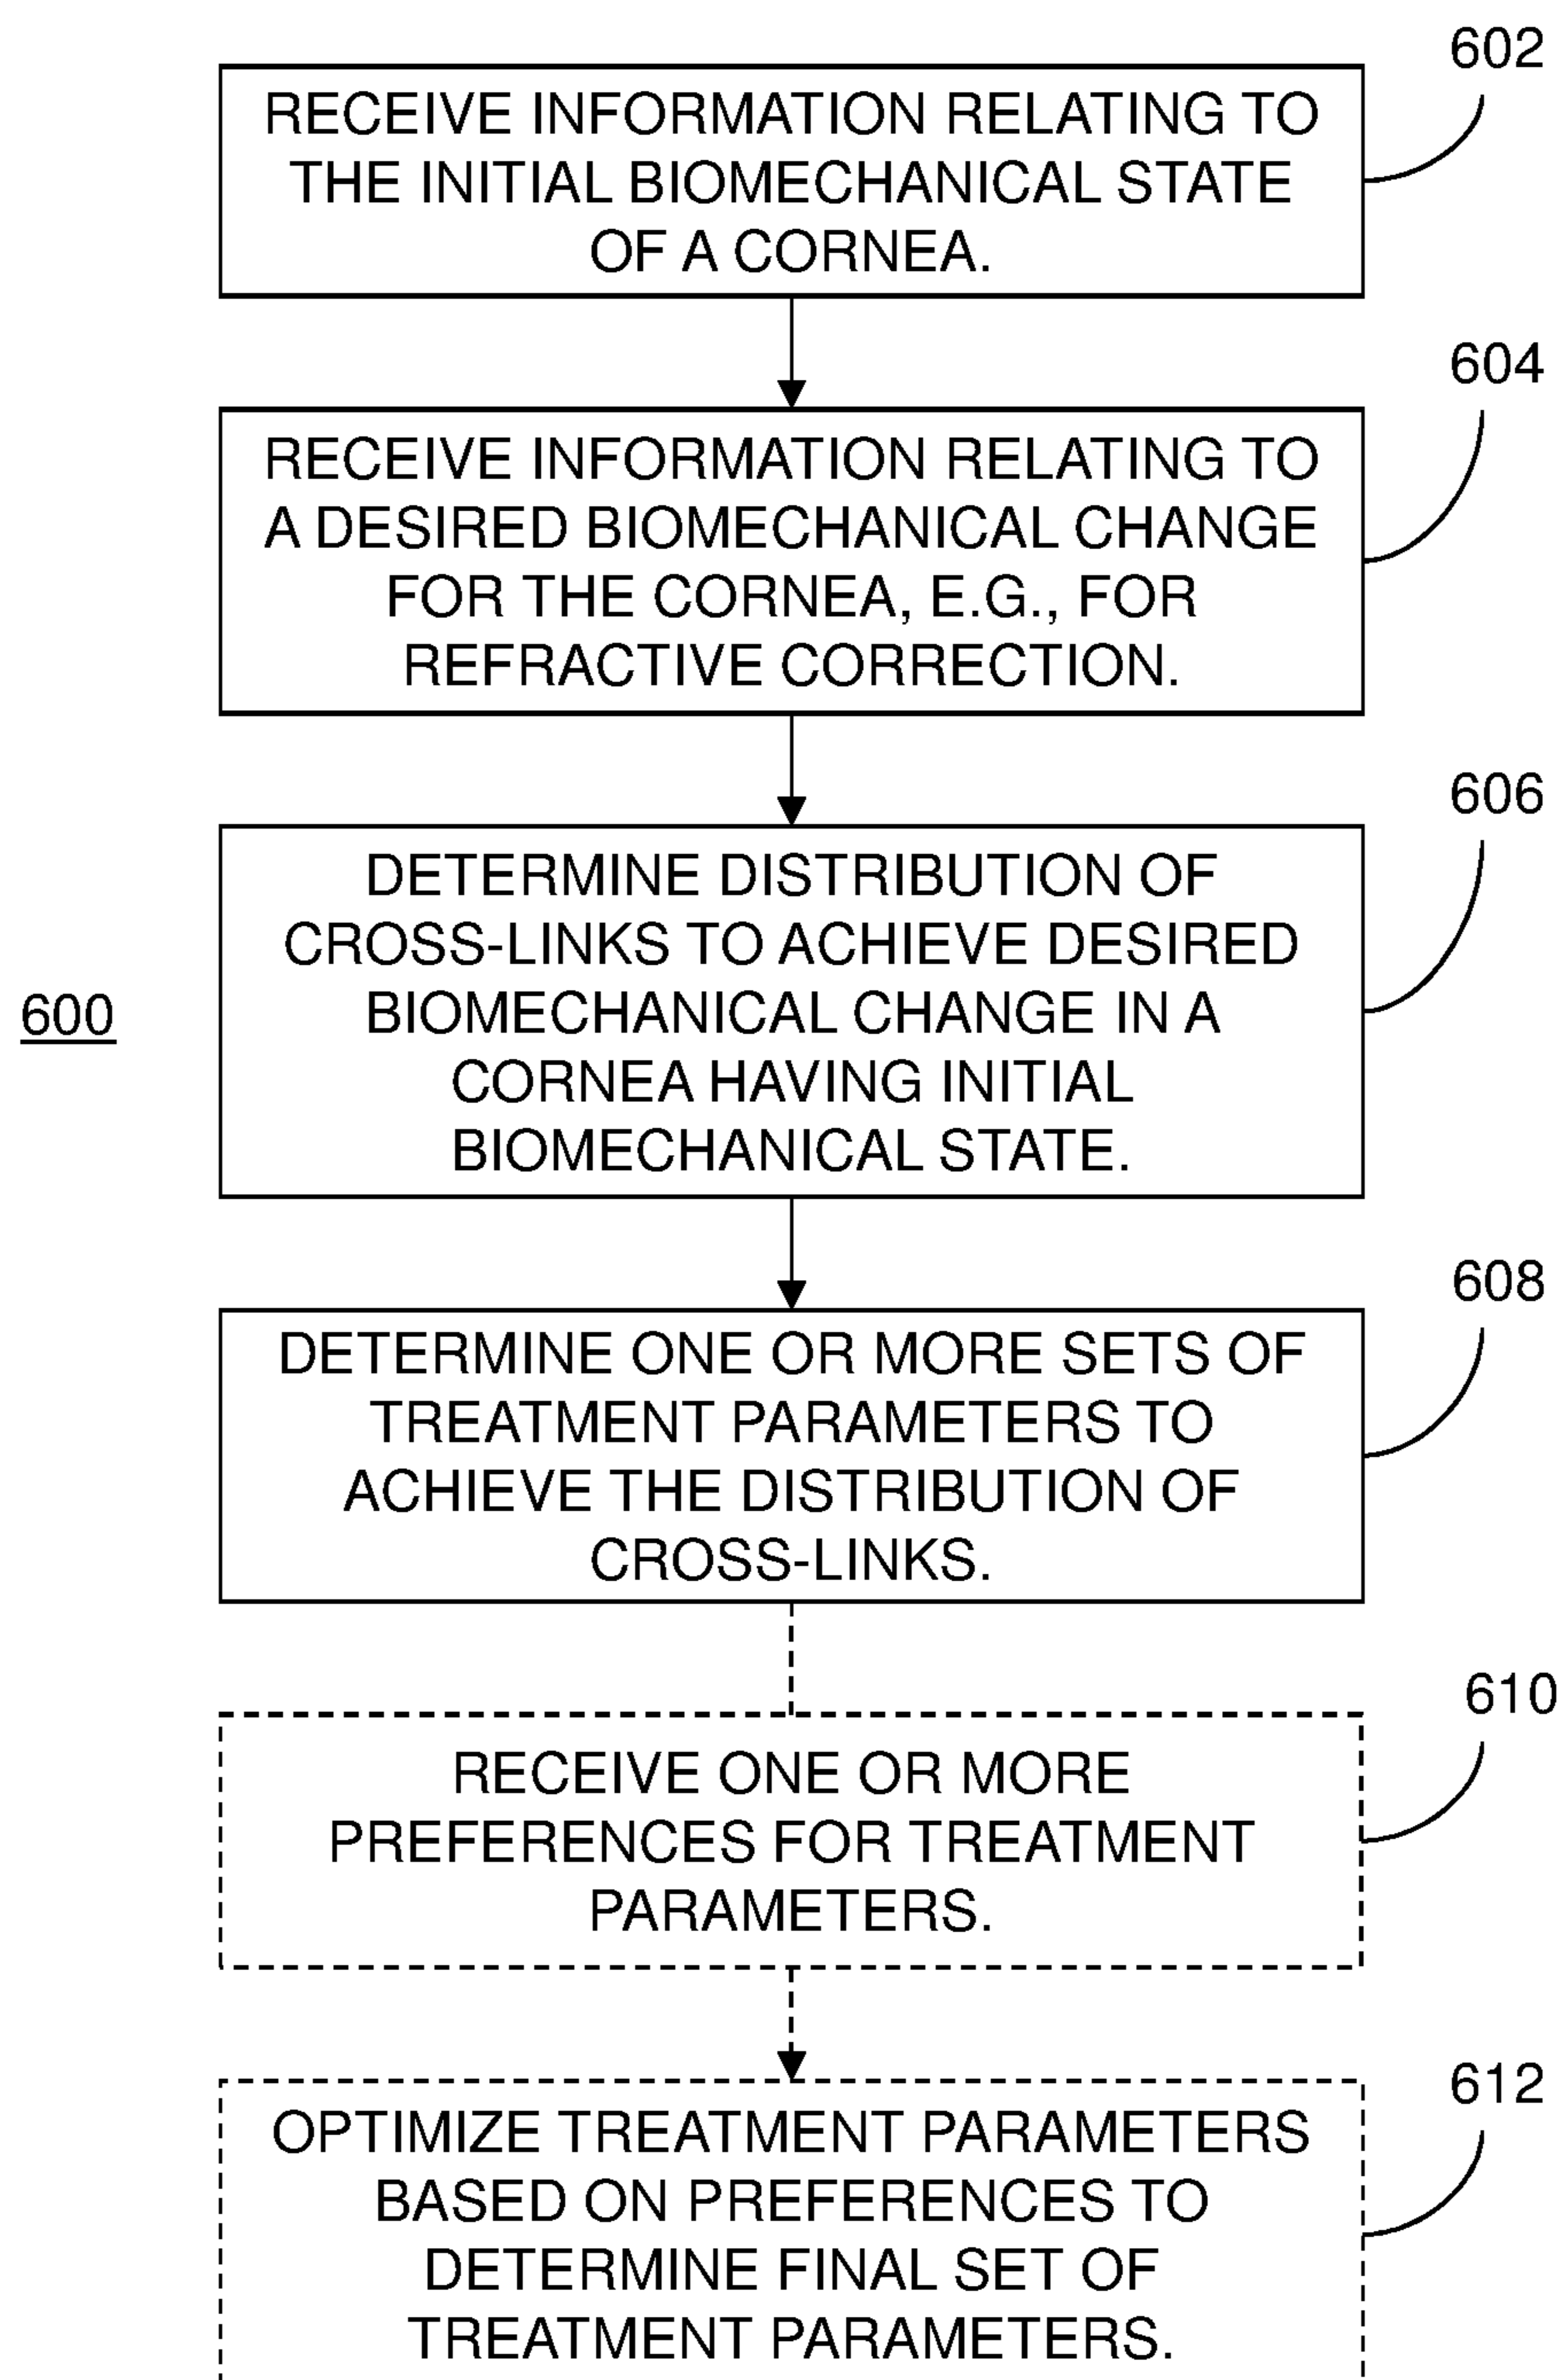 602
RECEIVE INFORMATION RELATING TO
THE INITIAL BIOMECHANICAL STATE
OF A CORNEA.
604
RECEIVE INFORMATION RELATING TO
A DESIRED BIOMECHANICAL CHANGE
FOR THE CORNEA, E.G., FOR
REFRACTIVE CORRECTION.
606
DETERMINE DISTRIBUTION OF
CROSS-LINKS TO ACHIEVE DESIRED
BIOMECHANICAL CHANGE IN A
CORNEA HAVING INITIAL
BIOMECHANICAL STATE.
600
608
DETERMINE ONE OR MORE SETS OF
TREATMENT PARAMETERS TO
ACHIEVE THE DISTRIBUTION OF
CROSS-LINKS.
610
RECEIVE ONE OR MORE
PREFERENCES FOR TREATMENT
PARAMETERS.
612
OPTIMIZE TREATMENT PARAMETERS
BASED ON PREFERENCES TO
DETERMINE FINAL SET OF
TREATMENT PARAMETERS.